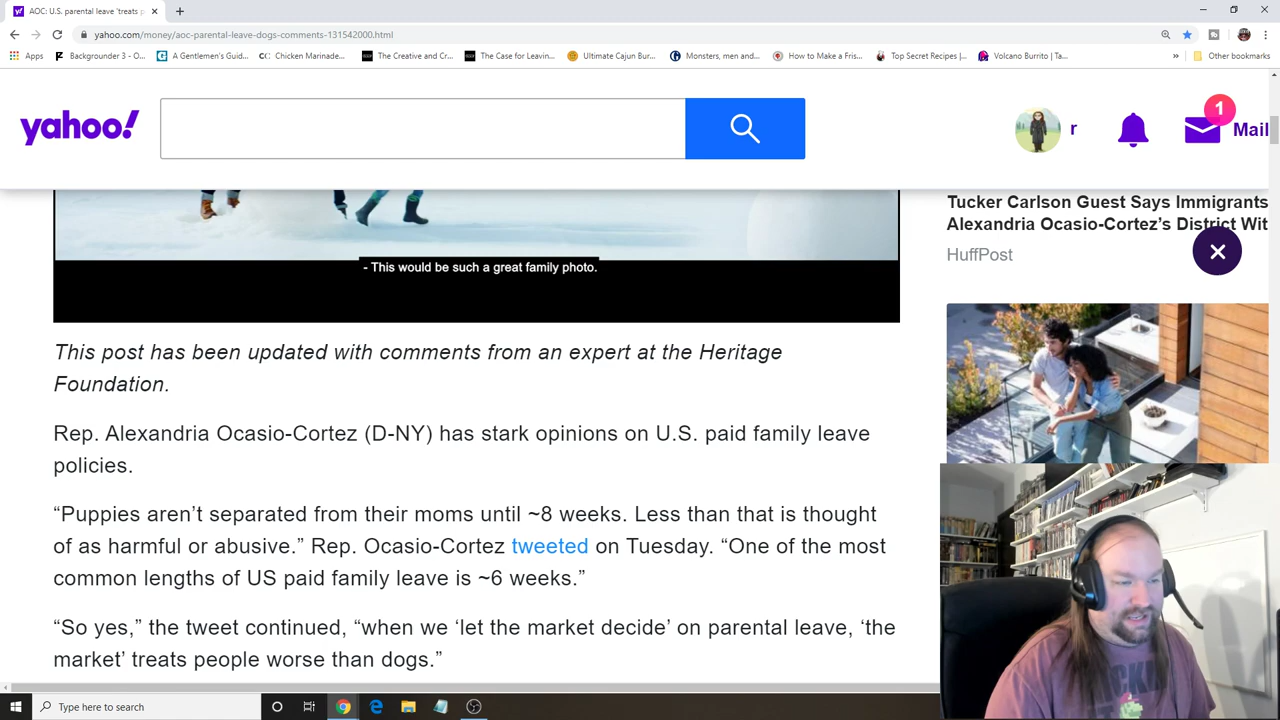 AOC: U.S. parental leave 'treats p
yahoo.com/money/aoc-parental-leave-dogs-comments-131542000.html
Apps
Backgrounder 3 - O...
A Gentlemen's Guid...
Chicken Marinade...
The Creative and Cr...
The Case for Leavin...
Ultimate Cajun Bur...
Monsters, men and...
How to Make a Fris...
Top Secret Recipes |...
Volcano Burrito | Ta...
»
Other bookmarks
yahoo!
r
1
Mail
Tucker Carlson Guest Says Immigrants
Alexandria Ocasio-Cortez's District Wit
HuffPost
- This would be such a great family photo.
This post has been updated with comments from an expert at the Heritage
Foundation.
Rep. Alexandria Ocasio-Cortez (D-NY) has stark opinions on U.S. paid family leave
policies.
“Puppies aren’t separated from their moms until ~8 weeks. Less than that is thought
of as harmful or abusive.” Rep. Ocasio-Cortez tweeted on Tuesday. “One of the most
common lengths of US paid family leave is ~6 weeks.”
“So yes,” the tweet continued, “when we ‘let the market decide’ on parental leave, ‘the
market’ treats people worse than dogs.”
Type here to search